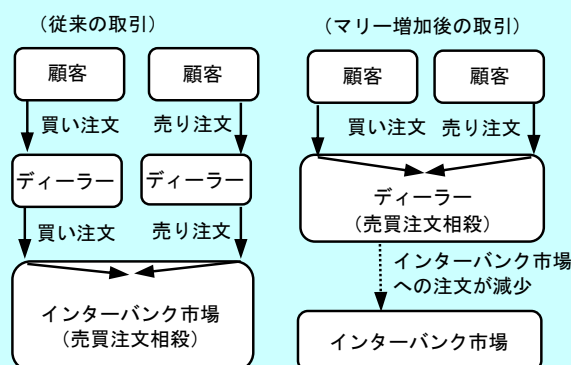 （従来の取引）
顧客
顧客
買い注文
売り注文
ディーラー
ディーラー
買い注文
売り注文
インターバンク市場
（売買注文相殺）
（マリー増加後の取引）
顧客
顧客
買い注文
売り注文
ディーラー
（売買注文相殺）
インターバンク市場
への注文が減少
インターバンク市場